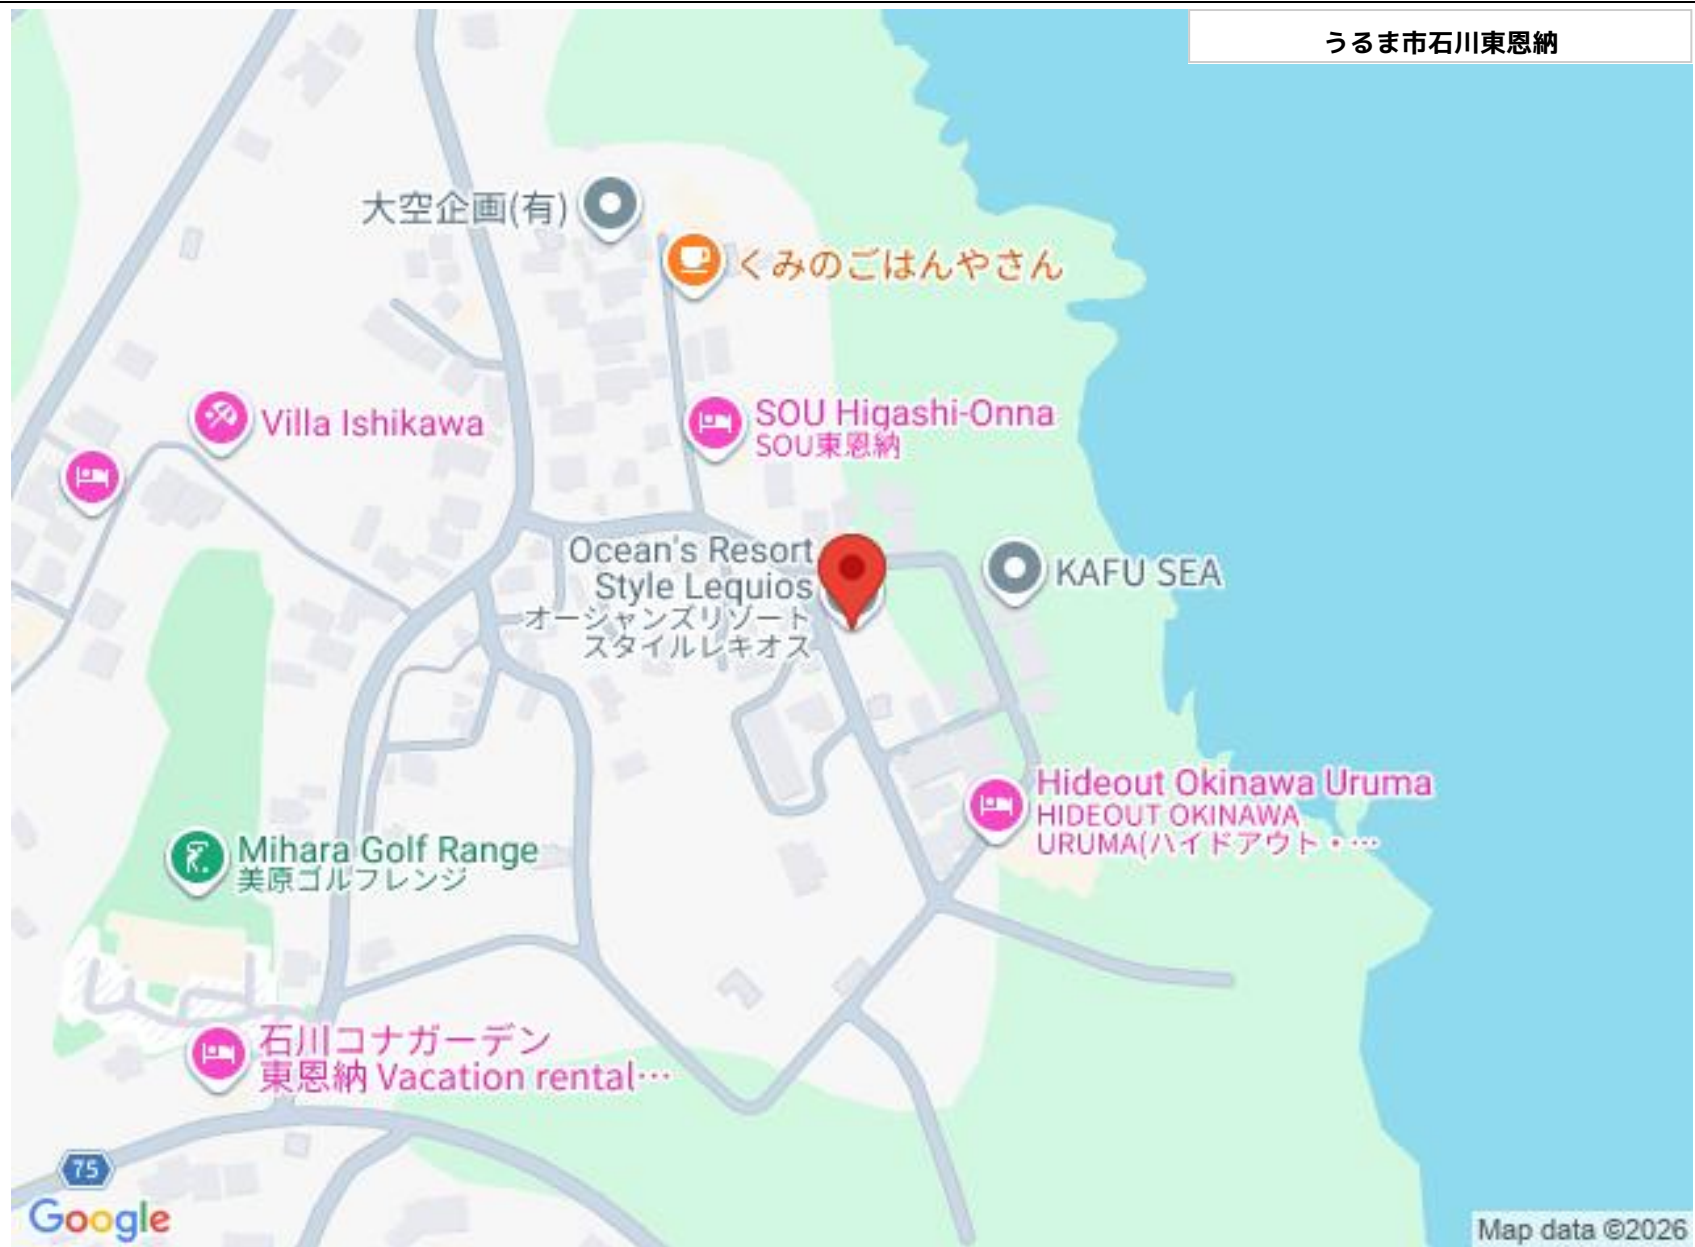 うるま市石川東恩納
大空企画(有)
くみのごはんやさん
Villa Ishikawa
SOU Higashi-Onna
SOU東恩納
Ocean's Resort
Style Lequios
オーシャンズリゾート
スタイルレキオス
KAFU SEA
Hideout Okinawa Uruma
HIDEOUT OKINAWA
URUMA(ハイドアウト・…
Mihara Golf Range
美原ゴルフレンジ
石川コナガーデン
東恩納 Vacation rental…
75
Google
Map data ©2026